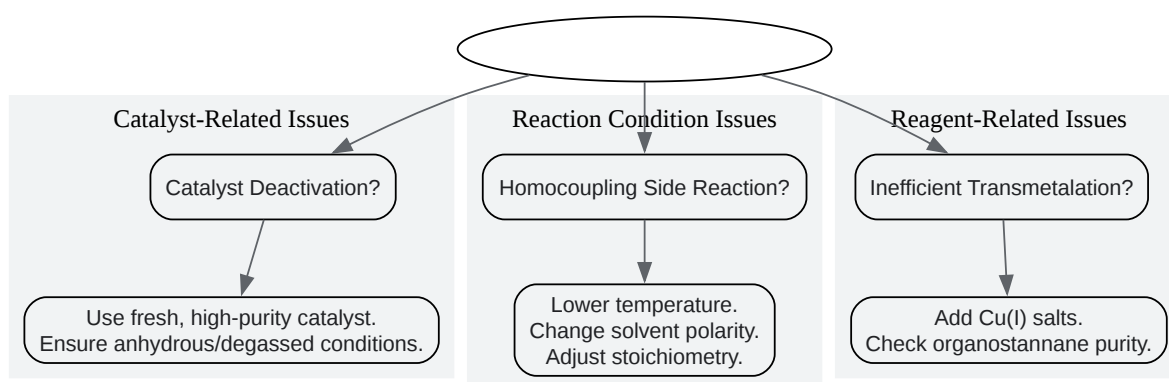 Catalyst-Related Issues
Reaction Condition Issues
Reagent-Related Issues
Catalyst Deactivation?
Homocoupling Side Reaction?
Inefficient Transmetalation?
Use fresh, high-purity catalyst.
Ensure anhydrous/degassed conditions.
Lower temperature.
Change solvent polarity.
Adjust stoichiometry.
Add Cu(I) salts.
Check organostannane purity.